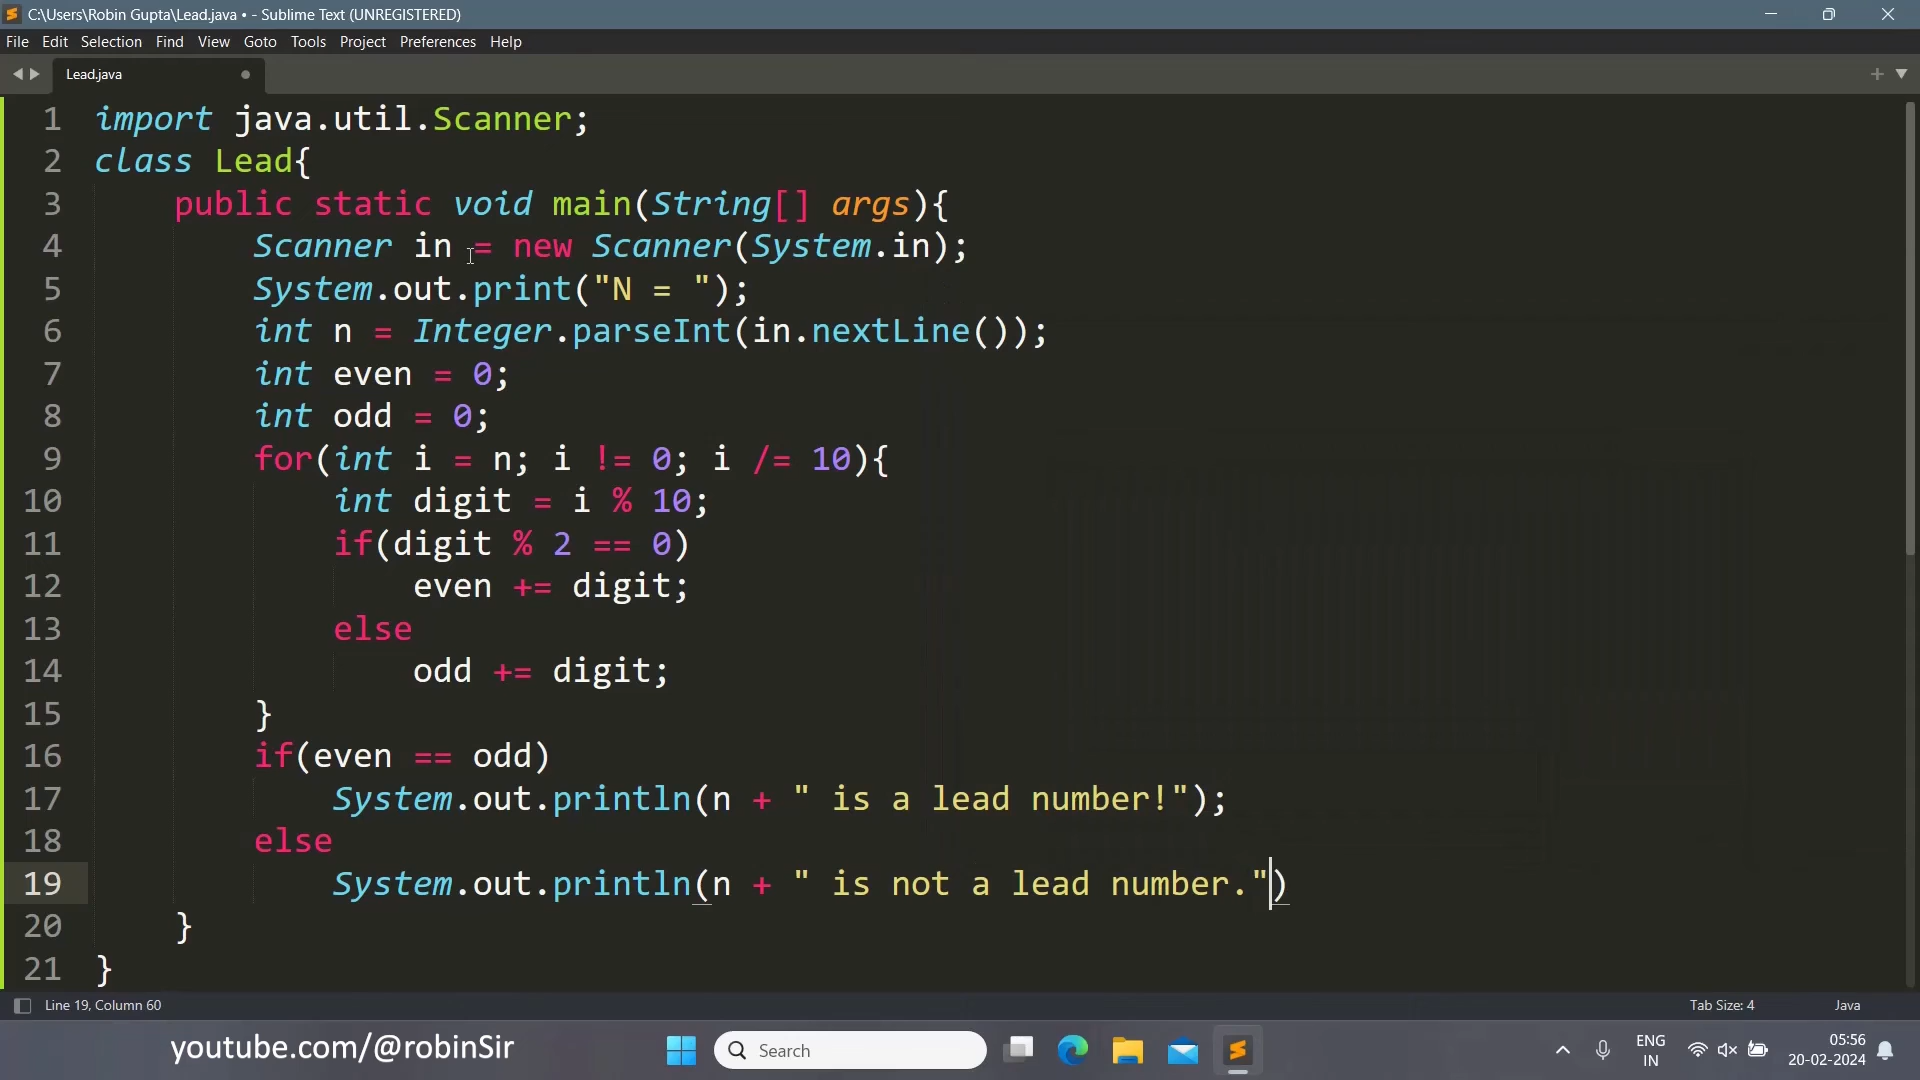 C:\Users\Robin Gupta\Lead.java • - Sublime Text (UNREGISTERED)
File Edit Selection Find View Goto Tools Project Preferences Help
Lead.java
1 import java.util.Scanner;
2 class Lead{
3 public static void main(String[] args){
4 Scanner in = new Scanner(System.in);
5 System.out.print("N = ");
6 int n = Integer.parseInt(in.nextLine());
7 int even = 0;
8 int odd = 0;
9 for(int i = n; i != 0; i /= 10){
10 int digit = i % 10;
11 if(digit % 2 == 0)
12 even += digit;
13 else
14 odd += digit;
15 }
16 if(even == odd)
17 System.out.println(n + " is a lead number!");
18 else
19 System.out.println(n + " is not a lead number.")
20 }
21 }
Line 19, Column 60 Tab Size: 4 Java
youtube.com/@robinSir
Search
ENG
IN
05:56
20-02-2024